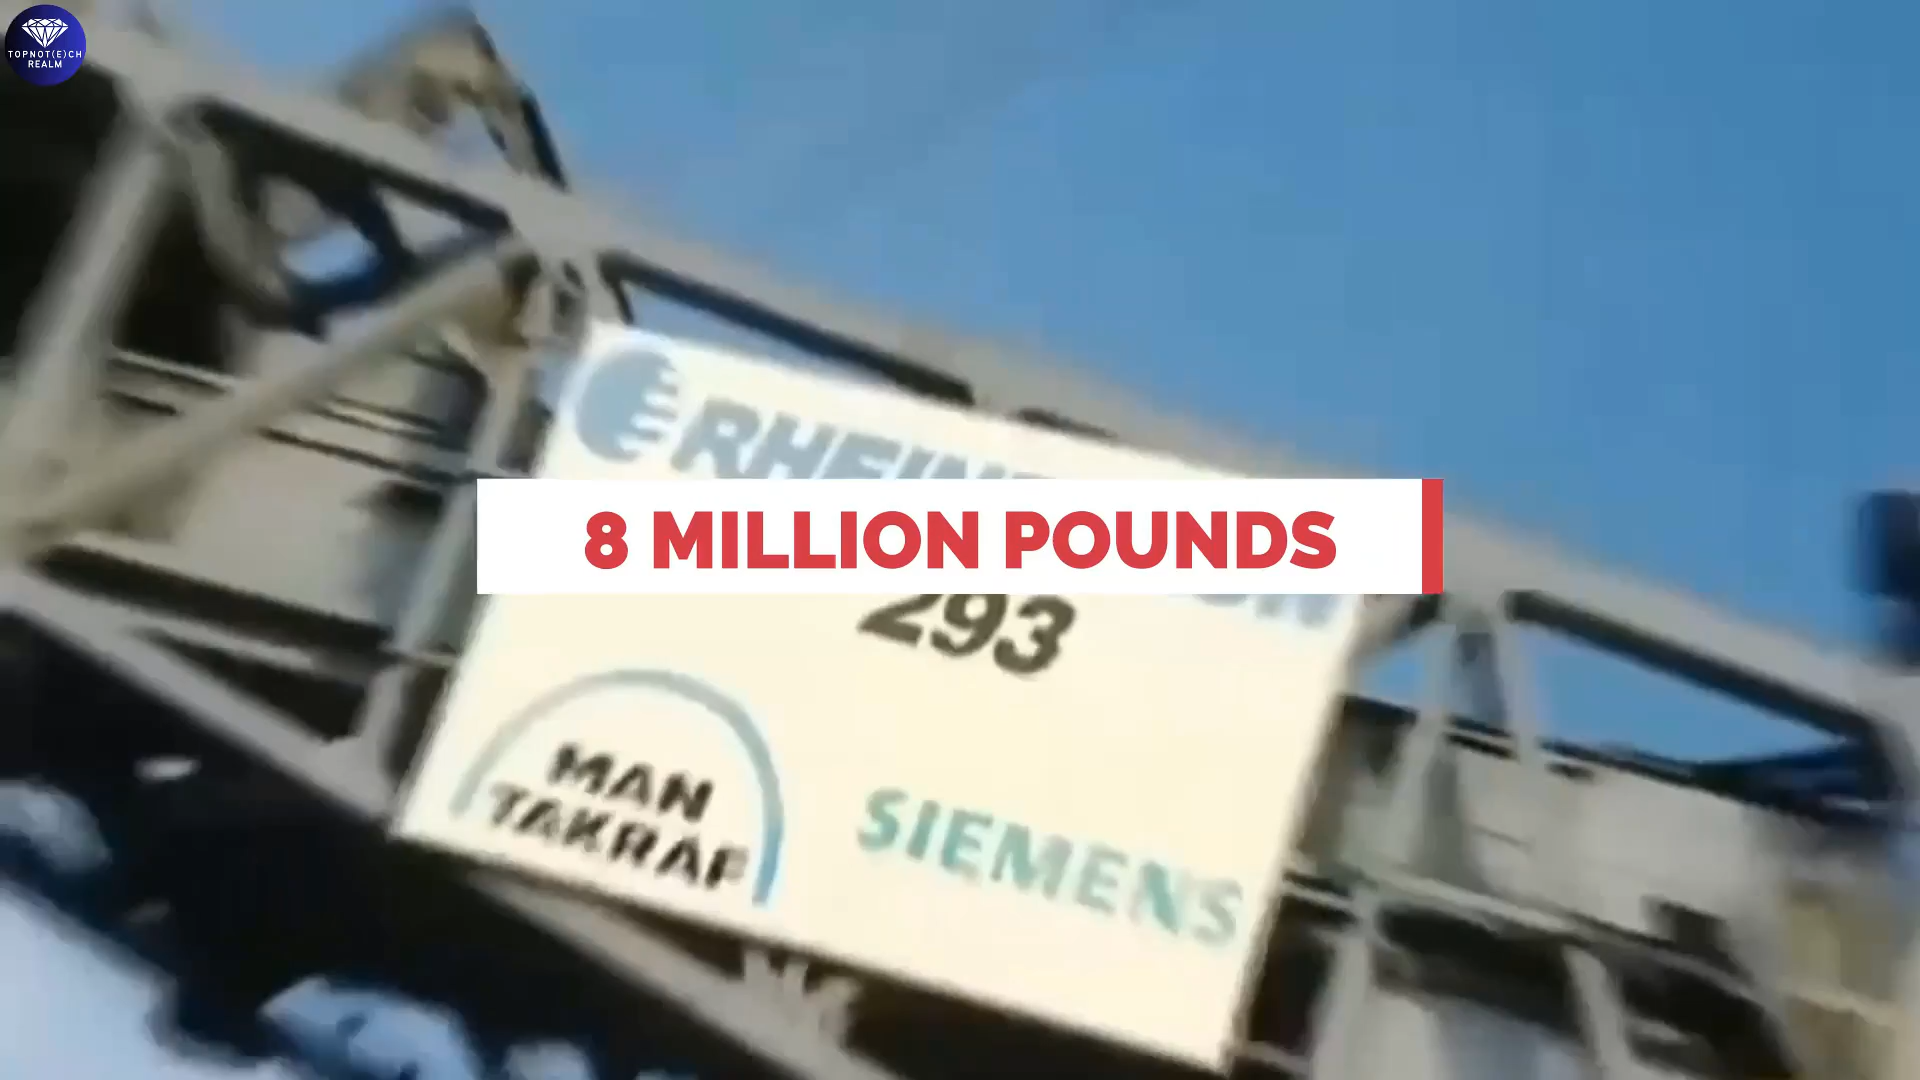 TOPNOT(E)CH
REALM
8 MILLION POUNDS
293
MAN
TAKRAF
SIEMENS